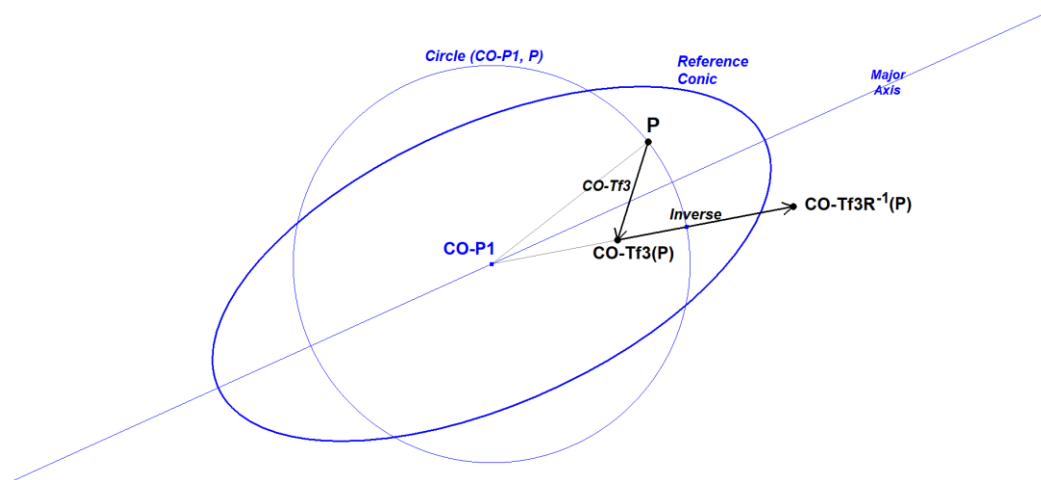 Circle (CO-P1, P)
Reference
Conic
Major
Axis
P
CO-Tf3
CO-Tf3R⁻¹(P)
Inverse
CO-P1
CO-Tf3(P)